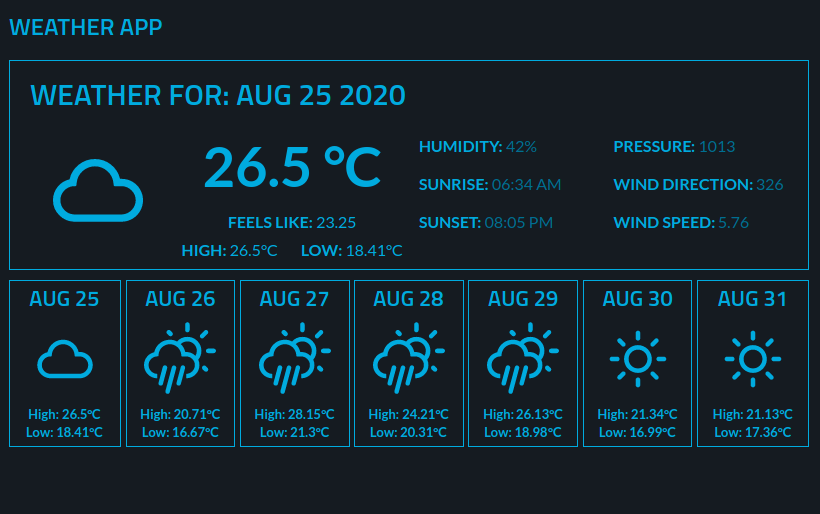 WEATHER APP
WEATHER FOR: AUG 25 2020
26.5 °C
FEELS LIKE: 23.25
HIGH: 26.5°C LOW: 18.41°C
HUMIDITY: 42%
SUNRISE: 06:34 AM
SUNSET: 08:05 PM
PRESSURE: 1013
WIND DIRECTION: 326
WIND SPEED: 5.76
AUG 25
High: 26.5°C
Low: 18.41°C
AUG 26
High: 20.71°C
Low: 16.67°C
AUG 27
High: 28.15°C
Low: 21.3°C
AUG 28
High: 24.21°C
Low: 20.31°C
AUG 29
High: 26.13°C
Low: 18.98°C
AUG 30
High: 21.34°C
Low: 16.99°C
AUG 31
High: 21.13°C
Low: 17.36°C